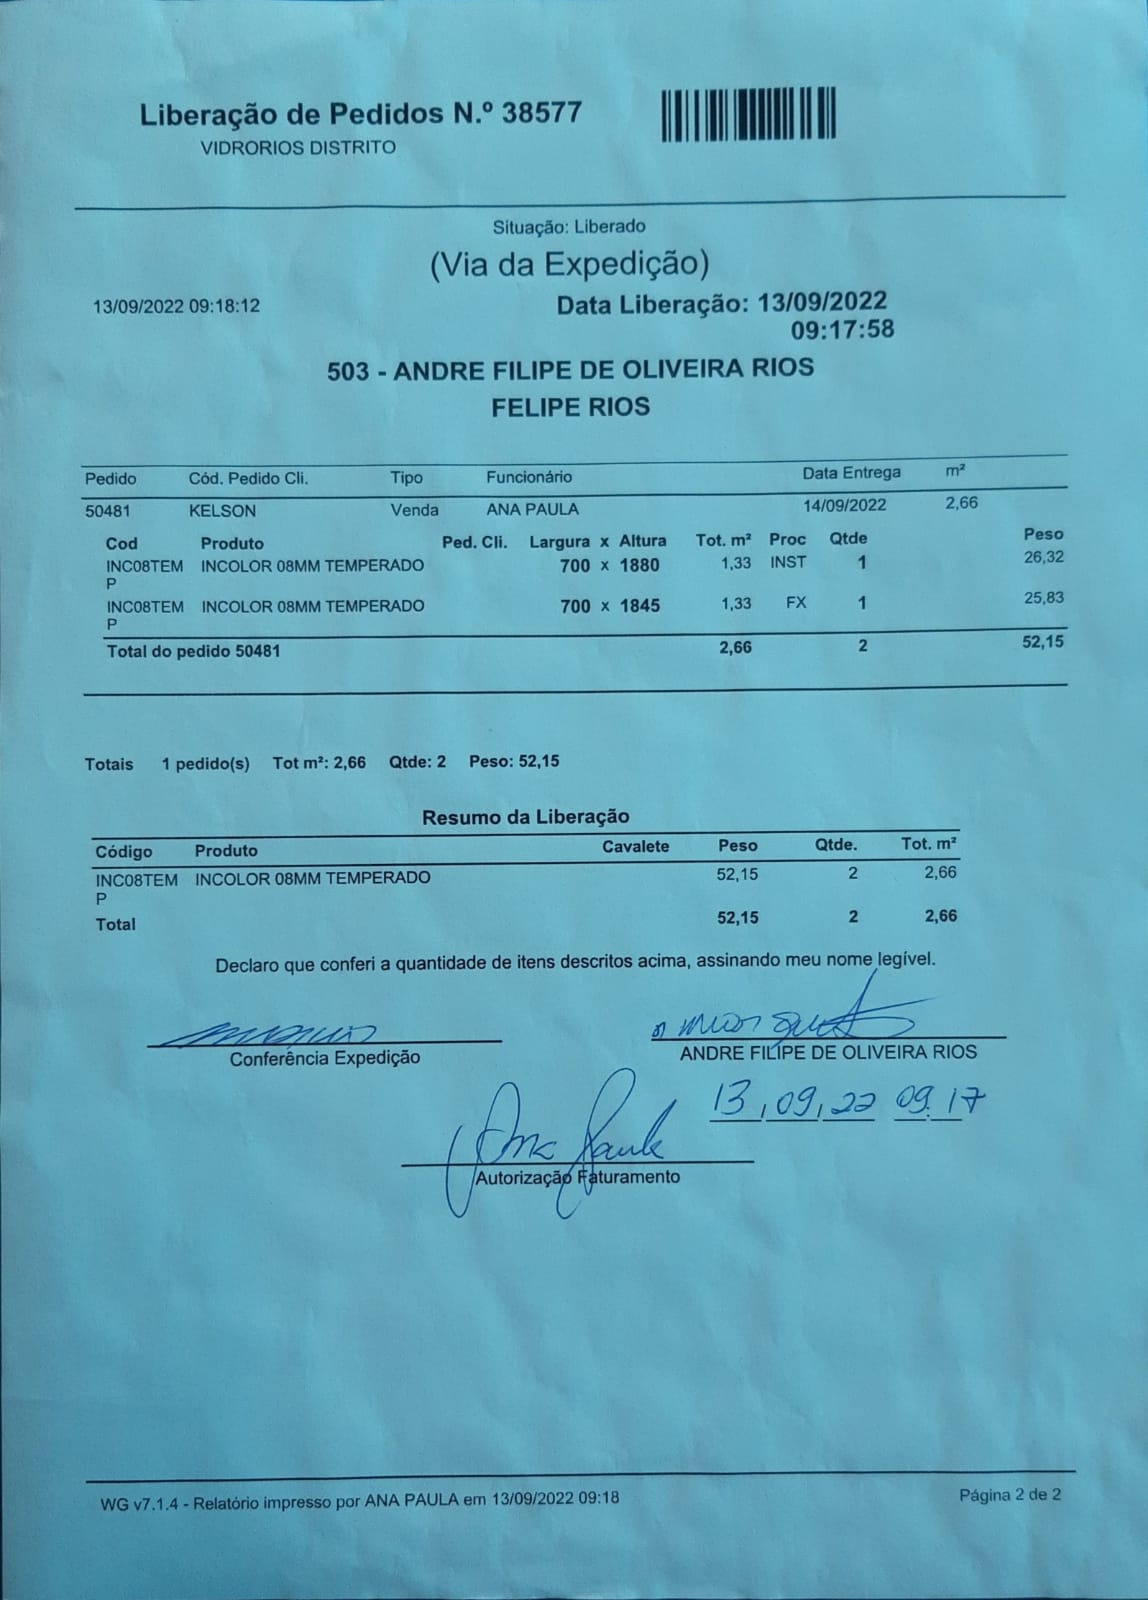 Liberação de Pedidos N.º 38577
VIDRORIOS DISTRITO
Situação: Liberado
(Via da Expedição)
13/09/2022 09:18:12
Data Liberação: 13/09/2022
09:17:58
503 - ANDRE FILIPE DE OLIVEIRA RIOS
FELIPE RIOS
Pedido Cód. Pedido Cli. Tipo Funcionário Data Entrega m²
50481 KELSON Venda ANA PAULA 14/09/2022 2,66
Cod Produto Ped. Cli. Largura x Altura Tot. m² Proc Qtde Peso
INC08TEM INCOLOR 08MM TEMPERADO 700 x 1880 1,33 INST 1 26,32
P
INC08TEM INCOLOR 08MM TEMPERADO 700 x 1845 1,33 FX 1 25,83
P
Total do pedido 50481 2,66 2 52,15
Totais 1 pedido(s) Tot m²: 2,66 Qtde: 2 Peso: 52,15
Resumo da Liberação
Código Produto Cavalete Peso Qtde. Tot. m²
INC08TEM INCOLOR 08MM TEMPERADO 52,15 2 2,66
P
Total 52,15 2 2,66
Declaro que conferi a quantidade de itens descritos acima, assinando meu nome legível.
Conferência Expedição
ANDRE FILIPE DE OLIVEIRA RIOS
13,09,22 09.17
Ana Paula
Autorização Faturamento
WG v7.1.4 - Relatório impresso por ANA PAULA em 13/09/2022 09:18
Página 2 de 2